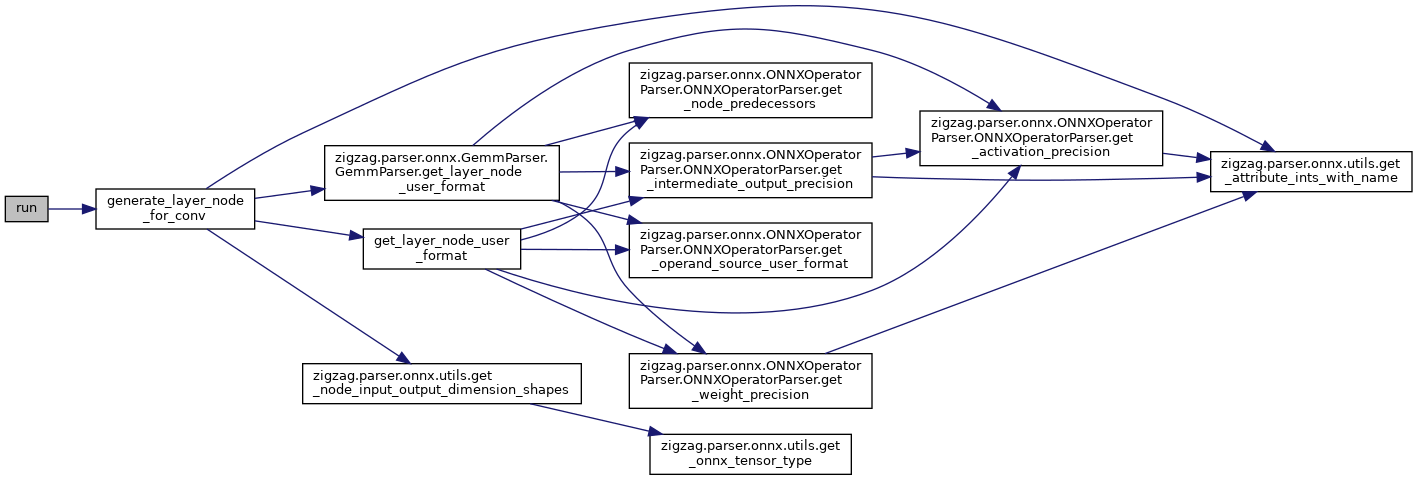 run
generate_layer_node
_for_conv
zigzag.parser.onnx.GemmParser.
GemmParser.get_layer_node
_user_format
get_layer_node_user
_format
zigzag.parser.onnx.utils.get
_node_input_output_dimension_shapes
zigzag.parser.onnx.ONNXOperator
Parser.ONNXOperatorParser.get
_node_predecessors
zigzag.parser.onnx.ONNXOperator
Parser.ONNXOperatorParser.get
_intermediate_output_precision
zigzag.parser.onnx.ONNXOperator
Parser.ONNXOperatorParser.get
_operand_source_user_format
zigzag.parser.onnx.ONNXOperator
Parser.ONNXOperatorParser.get
_weight_precision
zigzag.parser.onnx.utils.get
_onnx_tensor_type
zigzag.parser.onnx.ONNXOperator
Parser.ONNXOperatorParser.get
_activation_precision
zigzag.parser.onnx.utils.get
_attribute_ints_with_name